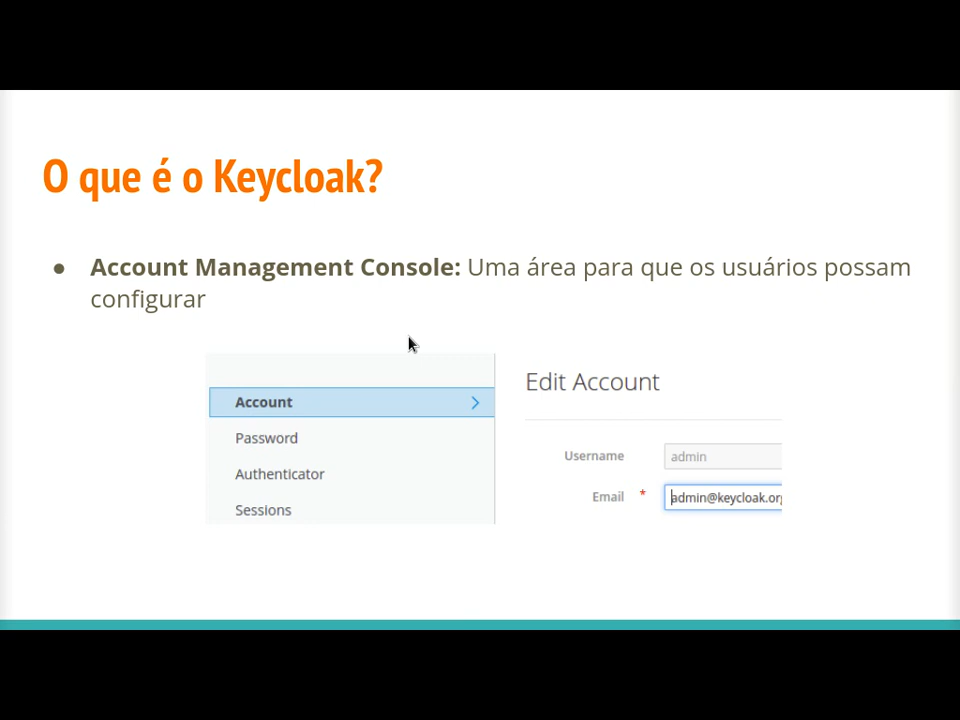 O que é o Keycloak?
● Account Management Console: Uma área para que os usuários possam
configurar
Account
Password
Authenticator
Sessions
Edit Account
Username admin
Email * admin@keycloak.org